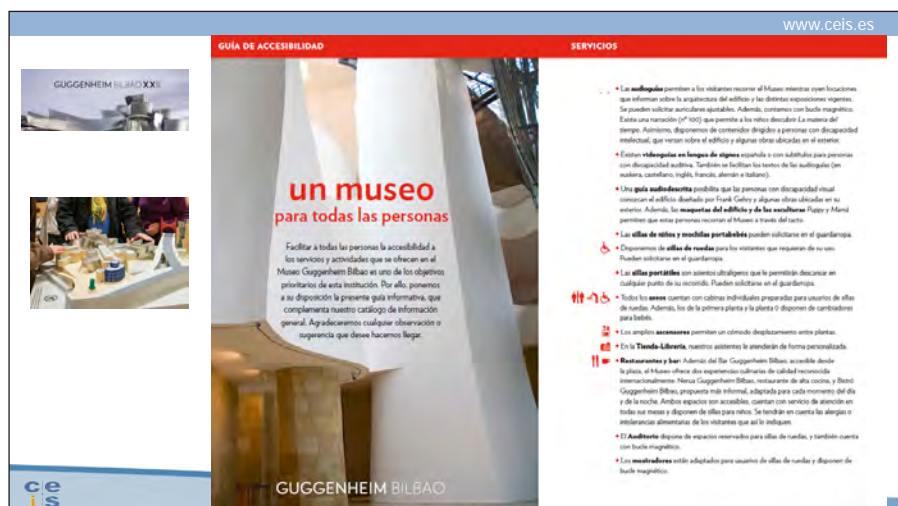 www.ceis.es
GUÍA DE ACCESIBILIDAD
SERVICIOS
GUGGENHEIM BILBAO XX
un museo
para todas las personas
Facilitar a todas las personas la accesibilidad a
los servicios y actividades que se ofrecen en el
Museo Guggenheim Bilbao es uno de los objetivos
prioritarios de esta institución. Por ello, ponemos
a su disposición la presente guía informativa, que
complementa nuestro catálogo de información
general. Agradeceremos cualquier observación o
sugerencia que desee hacernos llegar.
GUGGENHEIM BILBAO
• Las audioguías permiten a los visitantes recorrer el Museo mientras oyen locuciones
que informan sobre la arquitectura del edificio y las distintas exposiciones vigentes.
Se pueden solicitar auriculares ajustables. Además, contamos con bucle magnético.
Existe una narración (nº 100) que permite a los niños descubrir La materia del
tiempo. Asimismo, disponemos de contenido dirigidos a personas con discapacidad
intelectual, que versan sobre el edificio y algunas obras ubicadas en el exterior.
• Existen videoguías en lengua de signos española o con subtítulos para personas
con discapacidad auditiva. También se facilitan los textos de las audioguías (en
euskera, castellano, inglés, francés, alemán e italiano).
• Una guía audiodescrita posibilita que las personas con discapacidad visual
conozcan el edificio diseñado por Frank Gehry y algunas obras ubicadas en su
exterior. Además, las maquetas del edificio y de las esculturas Puppy y Mamá
permiten que estas personas recorran el Museo a través del tacto.
• Las sillas de niños y mochilas portabebés pueden solicitarse en el guardarropa.
• Disponemos de sillas de ruedas para los visitantes que requieran de su uso.
Pueden solicitarse en el guardarropa.
• Las sillas portátiles son asientos ultraligeros que le permitirán descansar en
cualquier punto de su recorrido. Pueden solicitarse en el guardarropa.
• Todos los aseos cuentan con cabinas individuales preparadas para usuarios de sillas
de ruedas. Además, los de la primera planta y la planta 0 disponen de cambiadores
para bebés.
• Los amplios ascensores permiten un cómodo desplazamiento entre plantas.
• En la Tienda-Librería, nuestros asistentes le atenderán de forma personalizada.
• Restaurantes y bar: Además del Bar Guggenheim Bilbao, accesible desde
la plaza, el Museo ofrece dos experiencias culinarias de calidad reconocida
internacionalmente: Nerua Guggenheim Bilbao, restaurante de alta cocina, y Bistró
Guggenheim Bilbao, propuesta más informal, adaptada para cada momento del día
y de la noche. Ambos espacios son accesibles, cuentan con servicio de atención en
todas sus mesas y disponen de sillas para niños. Se tendrán en cuenta las alergias o
intolerancias alimentarias de los visitantes que así lo indiquen.
• El Auditorio dispone de espacios reservados para sillas de ruedas, y también cuenta
con bucle magnético.
• Los mostradores están adaptados para usuarios de sillas de ruedas y disponen de
bucle magnético.
ceis